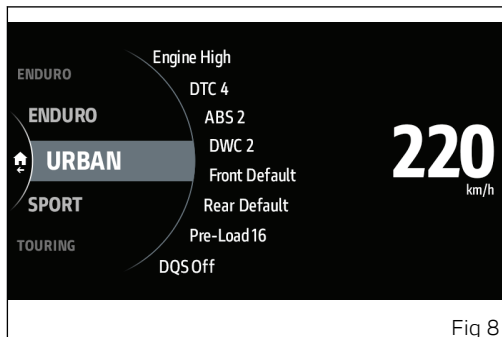 ENDURO
ENDURO
URBAN
SPORT
TOURING
Engine High
DTC 4
ABS 2
DWC 2
Front Default
Rear Default
Pre-Load 16
DQS Off
220
km/h
Fig 8